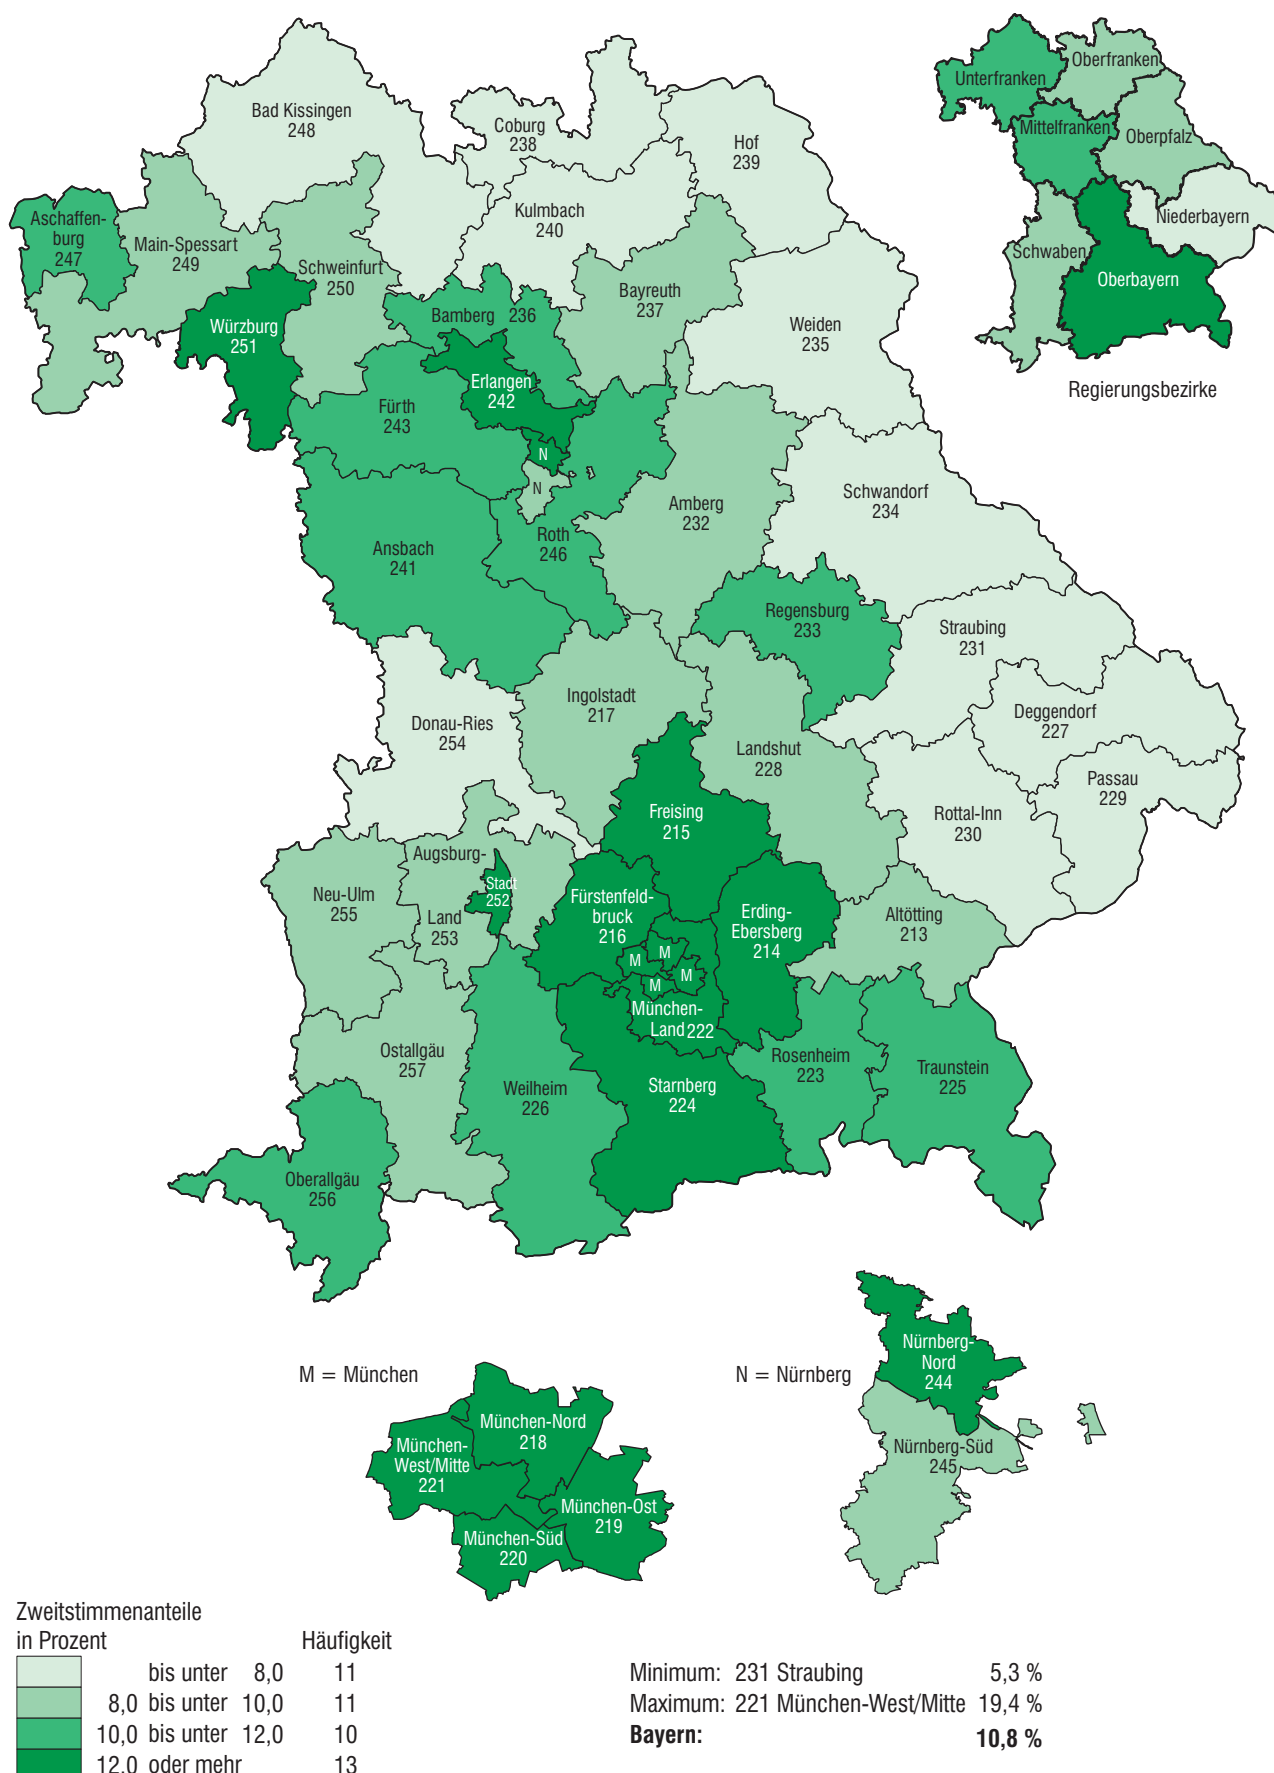 Bad Kissingen
248
Coburg
238
Hof
239
Kulmbach
240
Aschaffen-
burg
247
Main-Spessart
249
Schweinfurt
250
Bayreuth
237
Bamberg 236
Würzburg
251
Weiden
235
Erlangen
242
Fürth
243
N
N
Amberg
232
Schwandorf
234
Roth
246
Ansbach
241
Regensburg
233
Straubing
231
Ingolstadt
217
Donau-Ries
254
Deggendorf
227
Landshut
228
Passau
229
Rottal-Inn
230
Freising
215
Augsburg-
Stadt
252
Land
253
Neu-Ulm
255
Fürstenfeld-
bruck
216
Erding-
Ebersberg
214
Altötting
213
M
M
M
M
München-
Land 222
Ostallgäu
257
Rosenheim
223
Traunstein
225
Weilheim
226
Starnberg
224
Oberallgäu
256
Unterfranken
Oberfranken
Mittelfranken
Oberpfalz
Niederbayern
Schwaben
Oberbayern
Regierungsbezirke
M = München
München-Nord
218
München-
West/Mitte
221
München-Ost
219
München-Süd
220
N = Nürnberg
Nürnberg-
Nord
244
Nürnberg-Süd
245
Zweitstimmenanteile
in Prozent Häufigkeit
bis unter 8,0 11
8,0 bis unter 10,0 11
10,0 bis unter 12,0 10
12,0 oder mehr 13
Minimum: 231 Straubing 5,3 %
Maximum: 221 München-West/Mitte 19,4 %
Bayern: 10,8 %